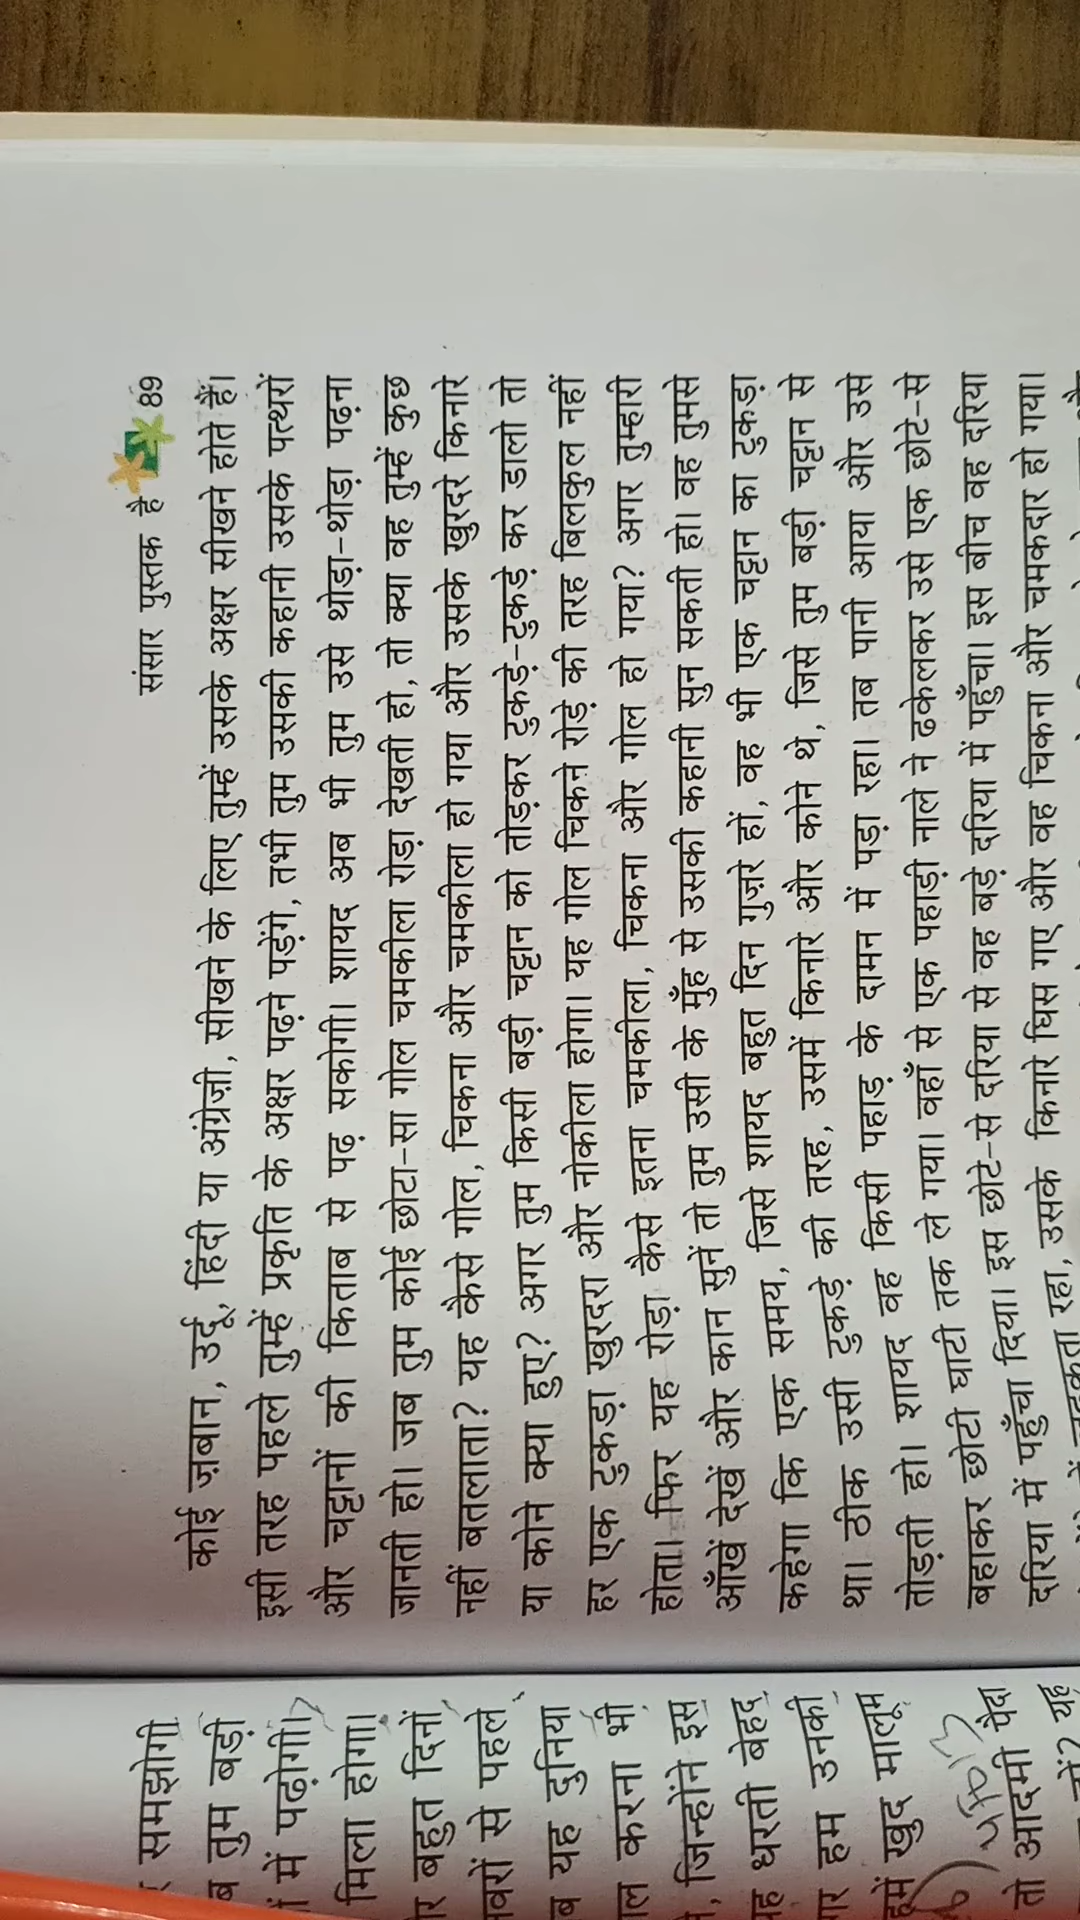 संसार पुस्तक है 89
कोई ज़बान, उर्दू, हिंदी या अंग्रेज़ी, सीखने के लिए तुम्हें उसके अक्षर सीखने होते हैं।
इसी तरह पहले तुम्हें प्रकृति के अक्षर पढ़ने पड़ेंगे, तभी तुम उसकी कहानी उसके पत्थरों
और चट्टानों की किताब से पढ़ सकोगी। शायद अब भी तुम उसे थोड़ा-थोड़ा पढ़ना
जानती हो। जब तुम कोई छोटा-सा गोल चमकीला रोड़ा देखती हो, तो क्या वह तुम्हें कुछ
नहीं बतलाता? यह कैसे गोल, चिकना और चमकीला हो गया और उसके खुरदरे किनारे
या कोने क्या हुए? अगर तुम किसी बड़ी चट्टान को तोड़कर टुकड़े-टुकड़े कर डालो तो
हर एक टुकड़ा खुरदरा और नोकीला होगा। यह गोल चिकने रोड़े की तरह बिलकुल नहीं
होता। फिर यह रोड़ा कैसे इतना चमकीला, चिकना और गोल हो गया? अगर तुम्हारी
आँखें देखें और कान सुनें तो तुम उसी के मुँह से उसकी कहानी सुन सकती हो। वह तुमसे
कहेगा कि एक समय, जिसे शायद बहुत दिन गुज़रे हों, वह भी एक चट्टान का टुकड़ा
था। ठीक उसी टुकड़े की तरह, उसमें किनारे और कोने थे, जिसे तुम बड़ी चट्टान से
तोड़ती हो। शायद वह किसी पहाड़ के दामन में पड़ा रहा। तब पानी आया और उसे
बहाकर छोटी घाटी तक ले गया। वहाँ से एक पहाड़ी नाले ने ढकेलकर उसे एक छोटे-से
दरिया में पहुँचा दिया। इस छोटे-से दरिया से वह बड़े दरिया में पहुँचा। इस बीच वह दरिया
रहा, उसके किनारे घिस गए और वह चिकना और चमकदार हो गया।
समझोगी
तुम बड़ी
में पढ़ोगी।
मिला होगा।
बहुत दिनों
से पहले
यह दुनिया
करना भी
जिन्होंने इस
धरती बेहद
हम उनकी
खुद मालूम
तो आदमी पैदा
यह